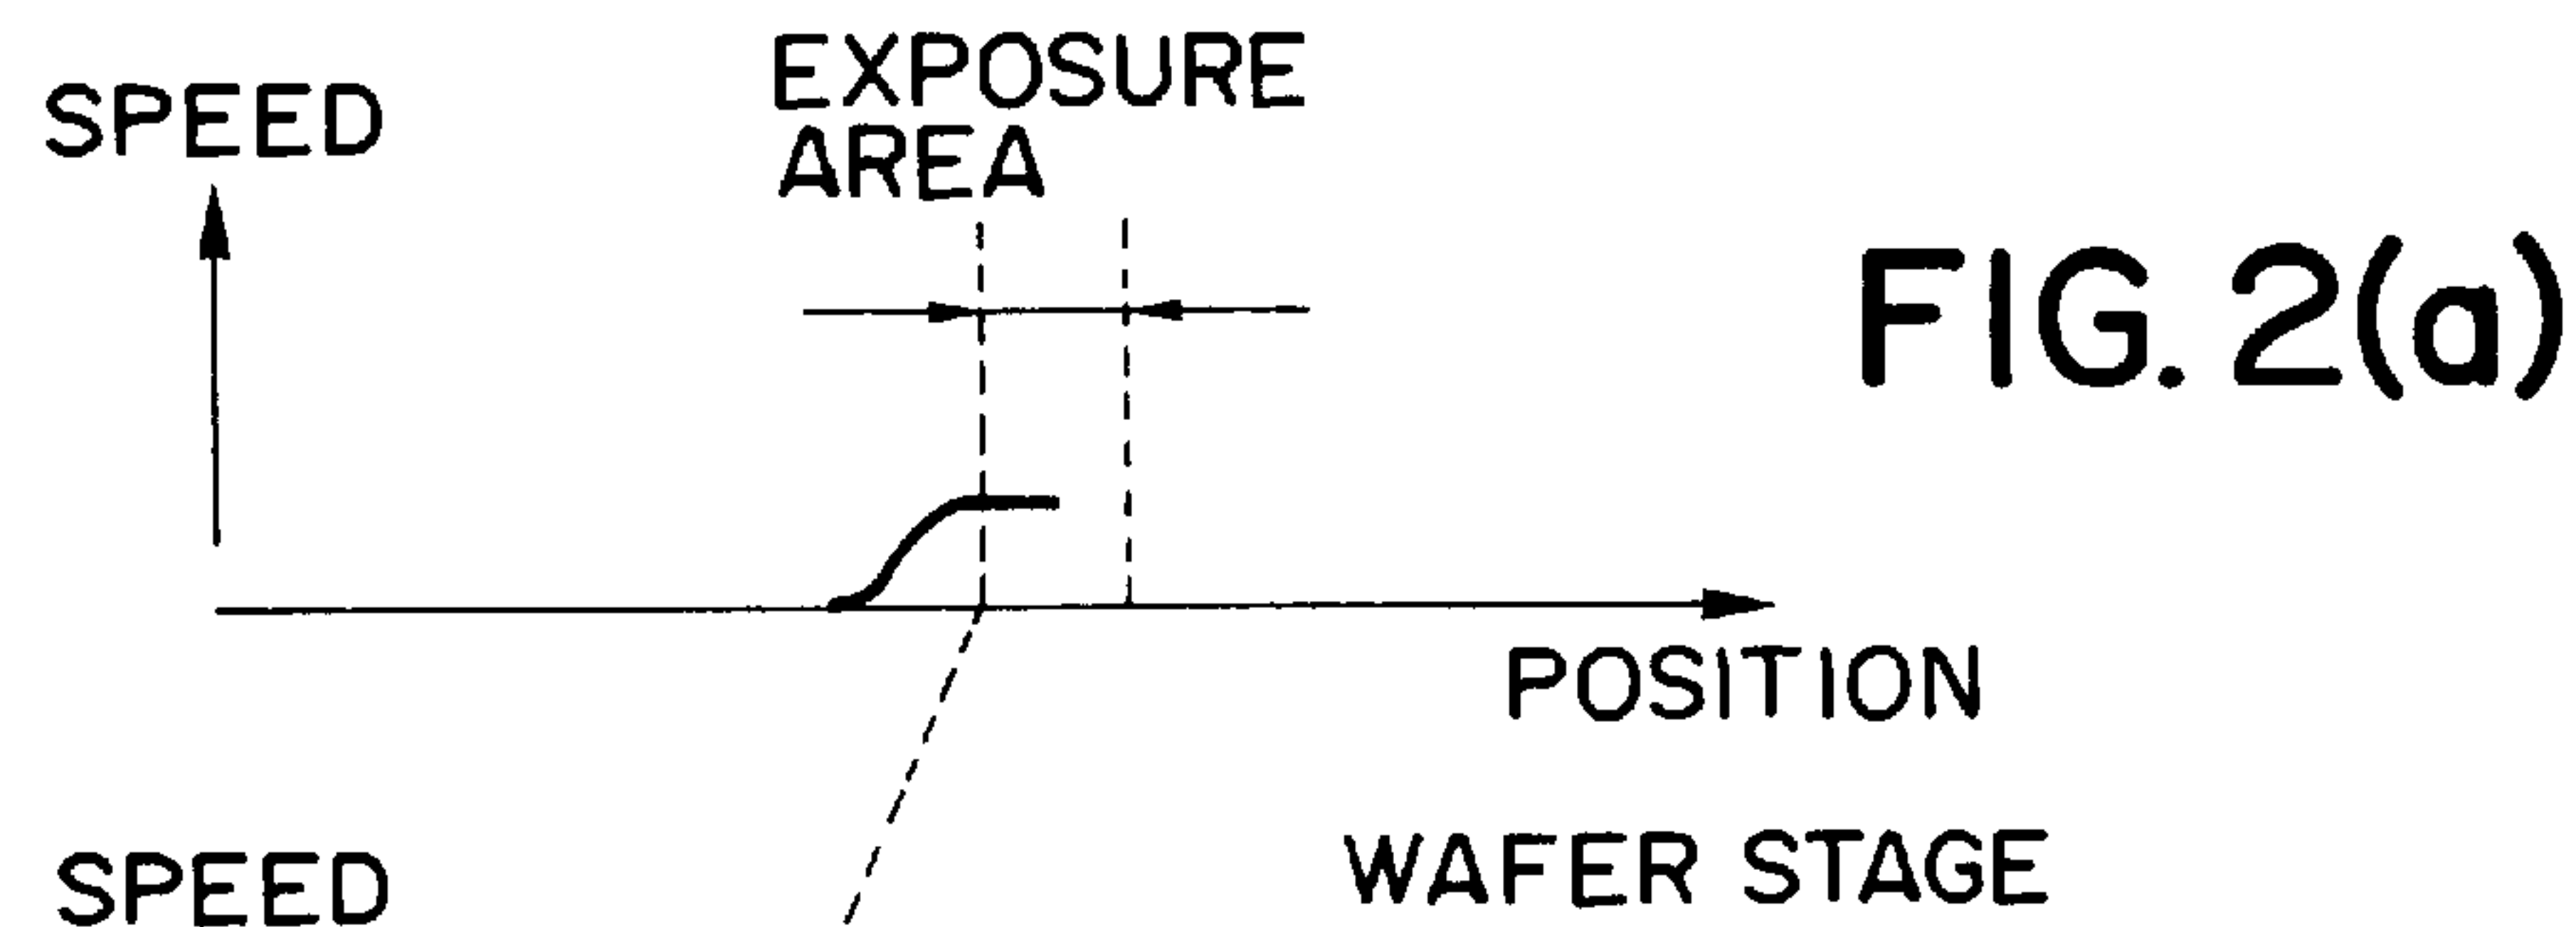 EXPOSURE
AREA
SPEED
FIG. 2(a)
POSITION
WAFER STAGE
SPEED